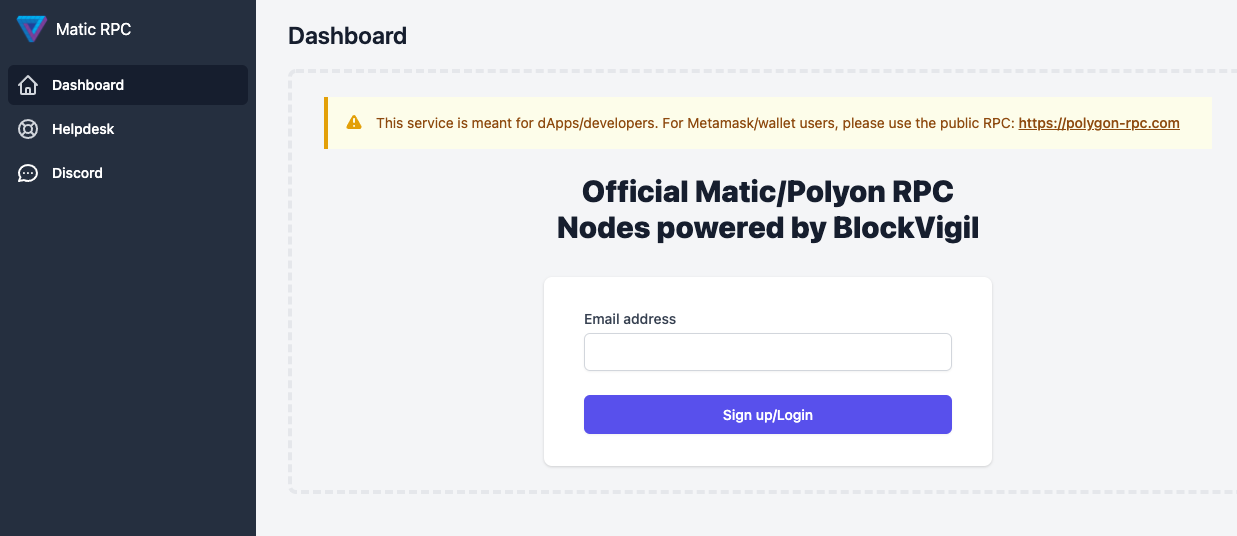 Matic RPC
Dashboard
Helpdesk
Discord
Dashboard
This service is meant for dApps/developers. For Metamask/wallet users, please use the public RPC: https://polygon-rpc.com
Official Matic/Polyon RPC
Nodes powered by BlockVigil
Email address
Sign up/Login